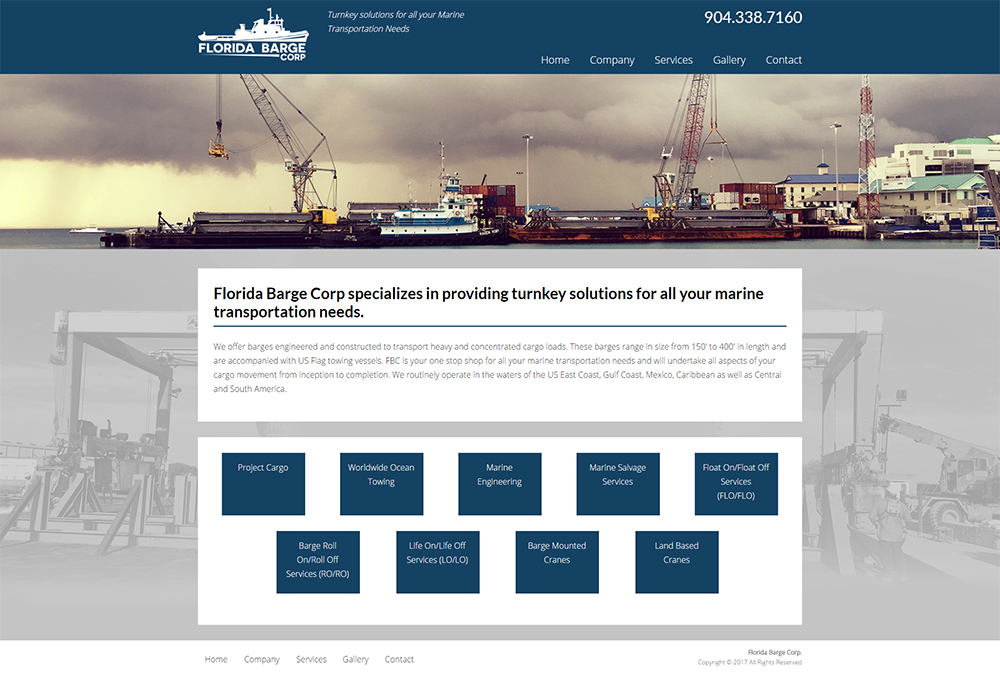 FLORIDA BARGE
CORP
Turnkey solutions for all your Marine
Transportation Needs
904.338.7160
Home Company Services Gallery Contact
Florida Barge Corp specializes in providing turnkey solutions for all your marine
transportation needs.
We offer barges engineered and constructed to transport heavy and concentrated cargo loads. These barges range in size from 150' to 400' in length and
are accompanied with US Flag towing vessels. FBC is your one stop shop for all your marine transportation needs and will undertake all aspects of your
cargo movement from inception to completion. We routinely operate in the waters of the US East Coast, Gulf Coast, Mexico, Caribbean as well as Central
and South America.
Project Cargo
Worldwide Ocean
Towing
Marine
Engineering
Marine Salvage
Services
Float On/Float Off
Services
(FLO/FLO)
Barge Roll
On/Roll Off
Services (RO/RO)
Life On/Life Off
Services (LO/LO)
Barge Mounted
Cranes
Land Based
Cranes
Home Company Services Gallery Contact
Florida Barge Corp.
Copyright © 2017 All Rights Reserved